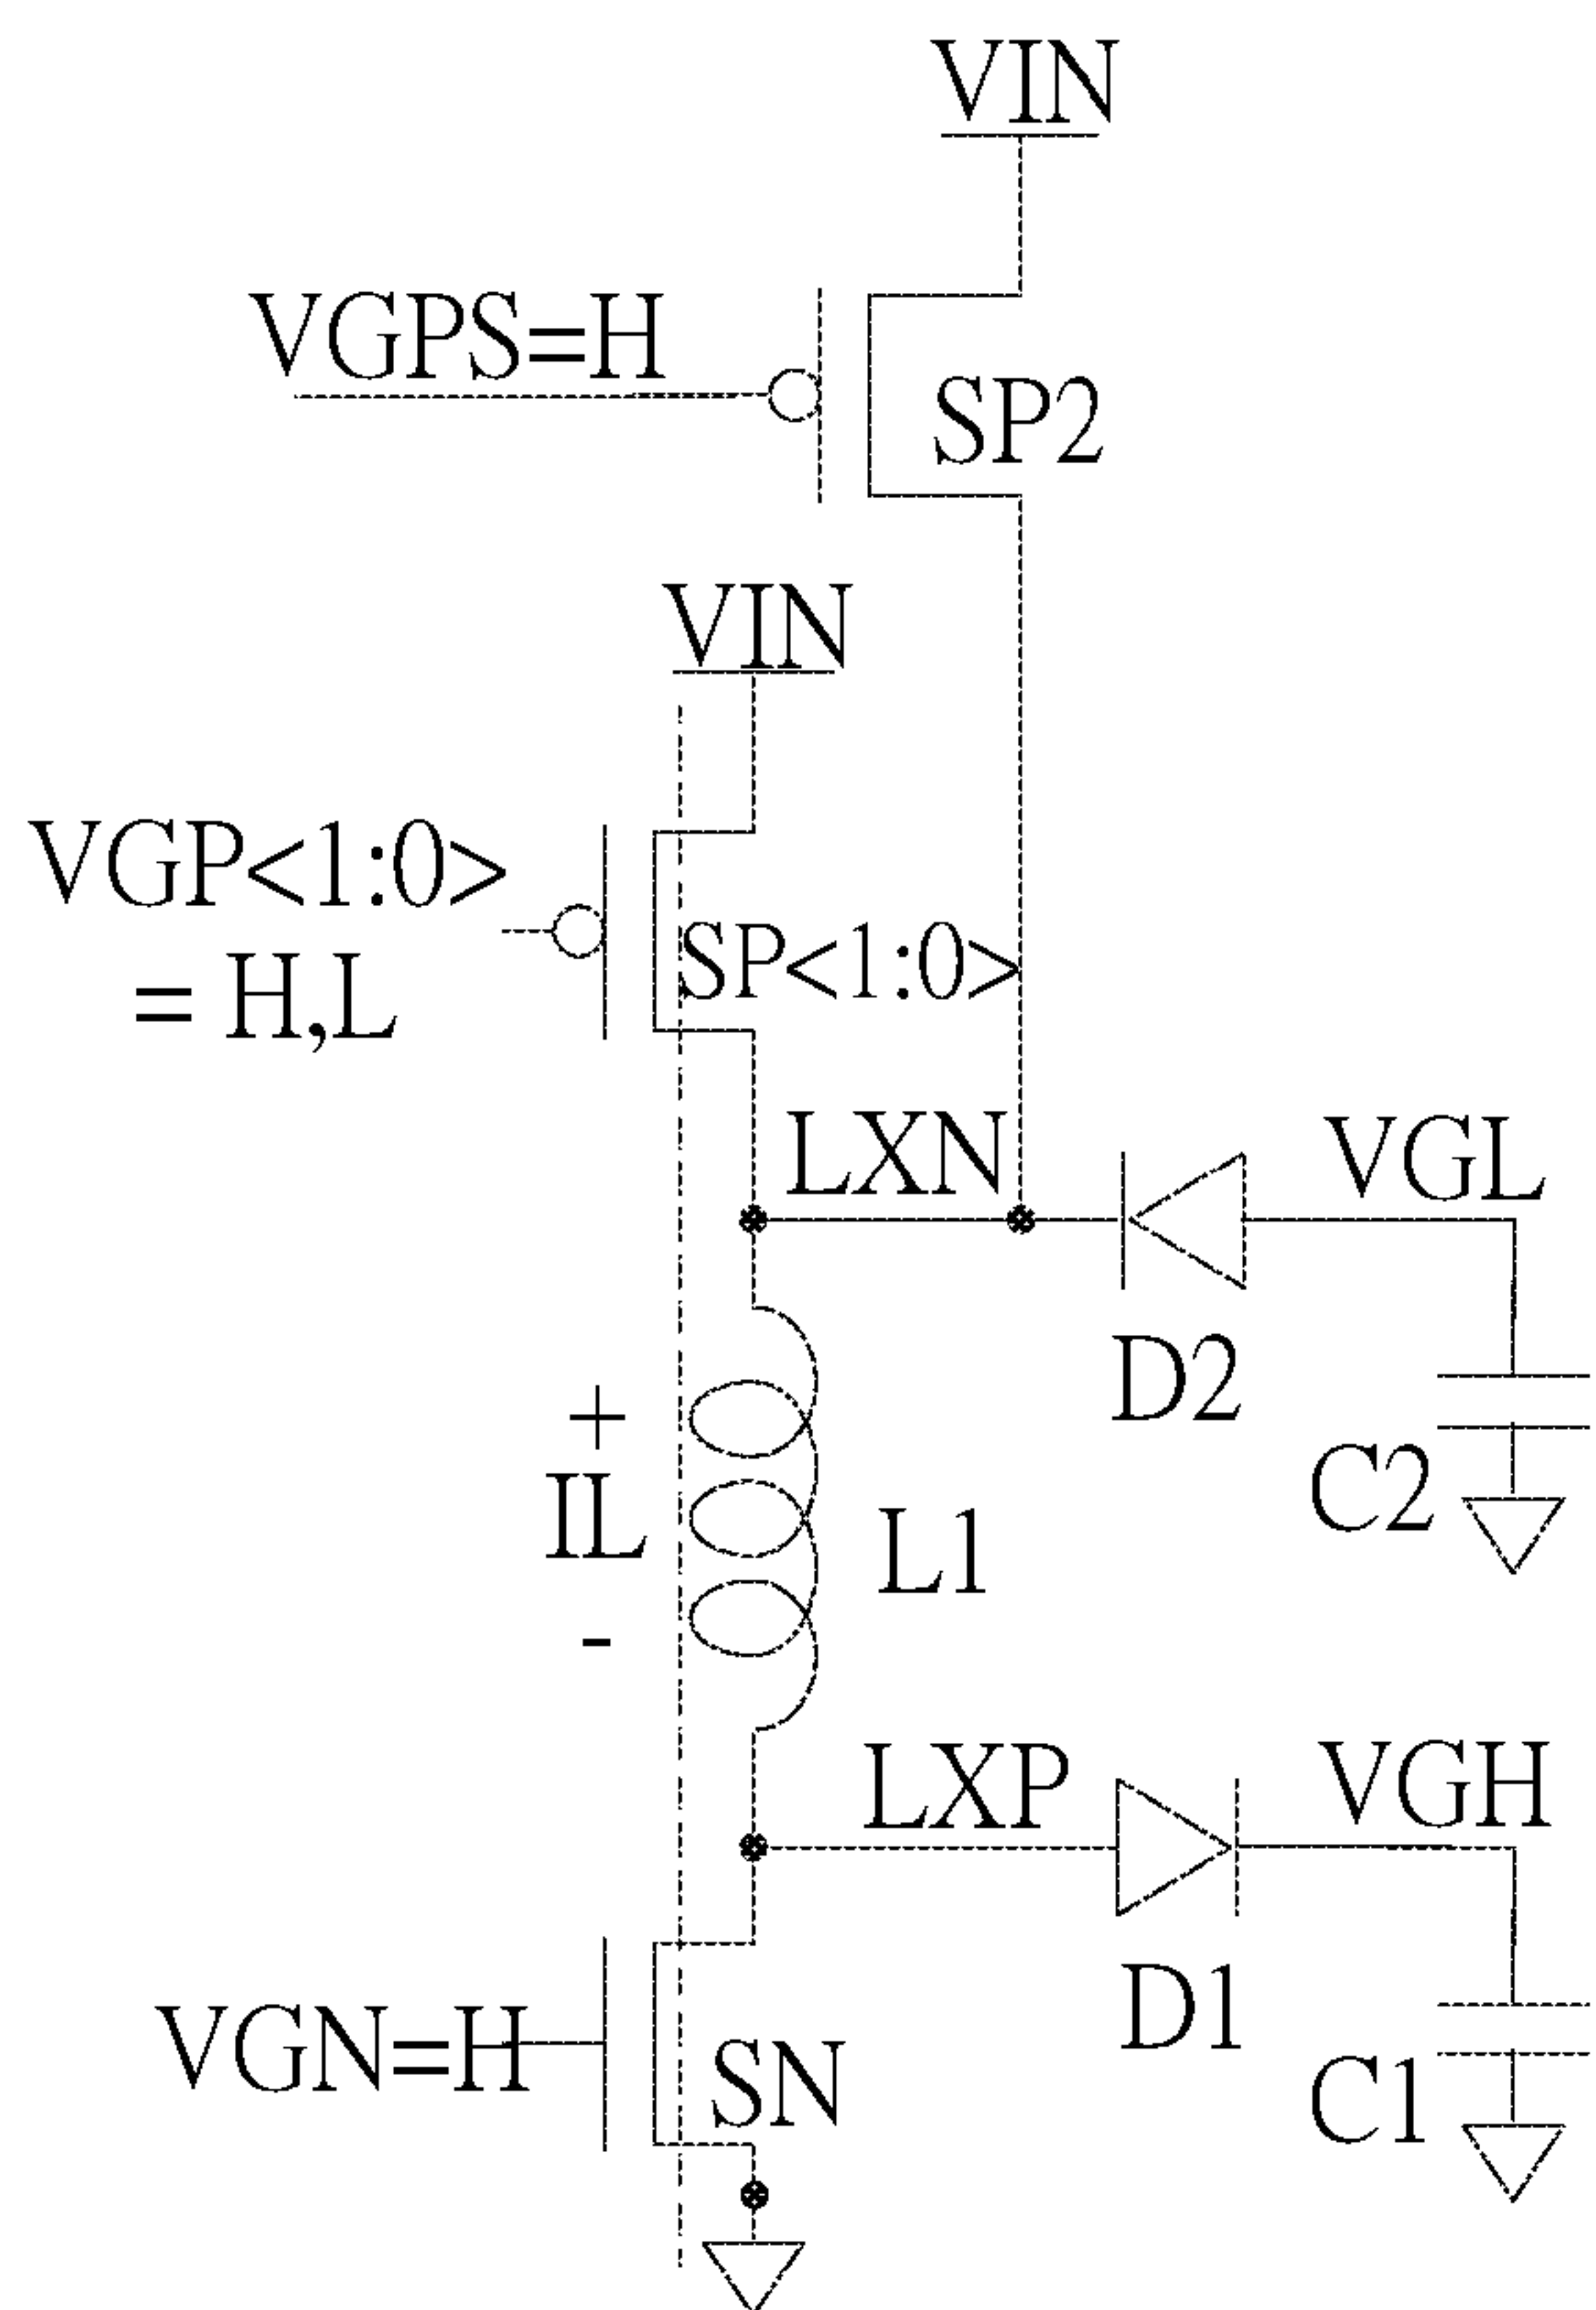 VIN
VGPS=H
SP2
VIN
VGP<1:0>
= H,L
SP<1:0>
LXN
VGL
D2
C2
+
IL
-
L1
LXP
VGH
D1
C1
VGN=H
SN